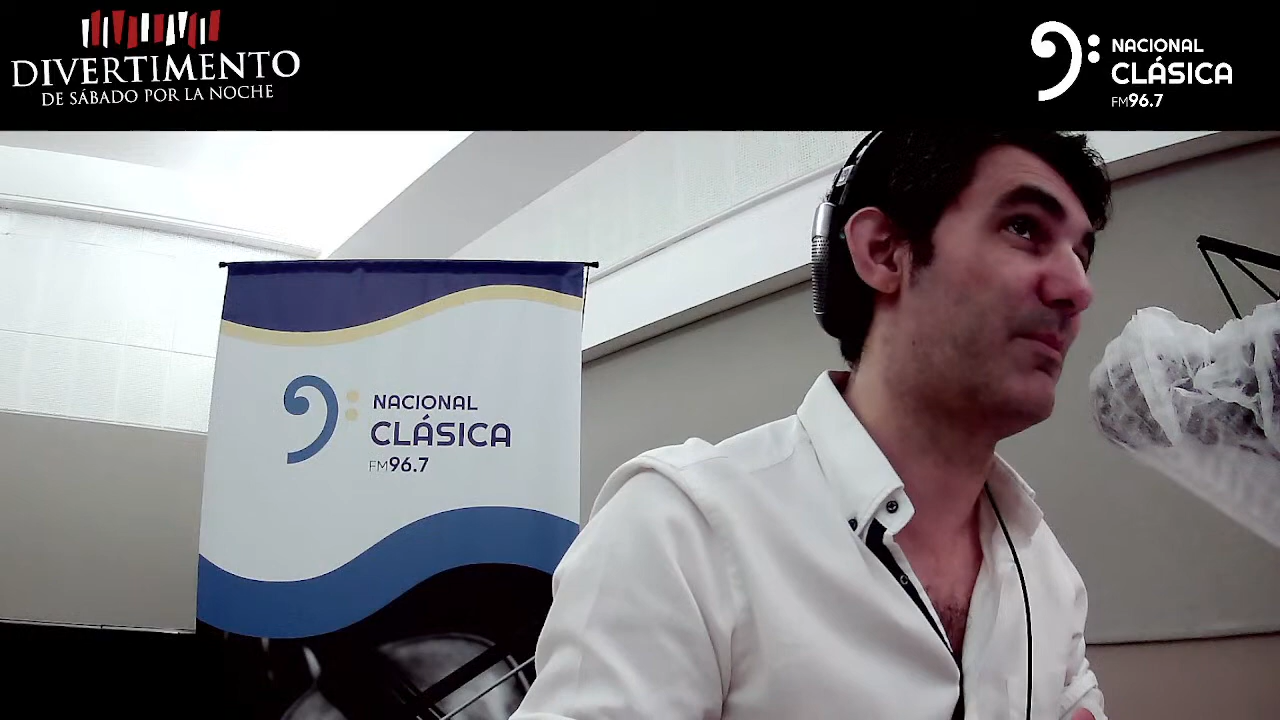 DIVERTIMENTO
DE SÁBADO POR LA NOCHE
NACIONAL
CLÁSICA
FM96.7
NACIONAL
CLÁSICA
FM96.7